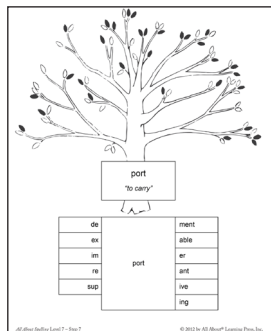 port
"to carry"
de
ex
im
re
sup
port
ment
able
er
ant
ive
ing
All About Spelling Level 7 – Step 7
© 2012 by All About® Learning Press, Inc.